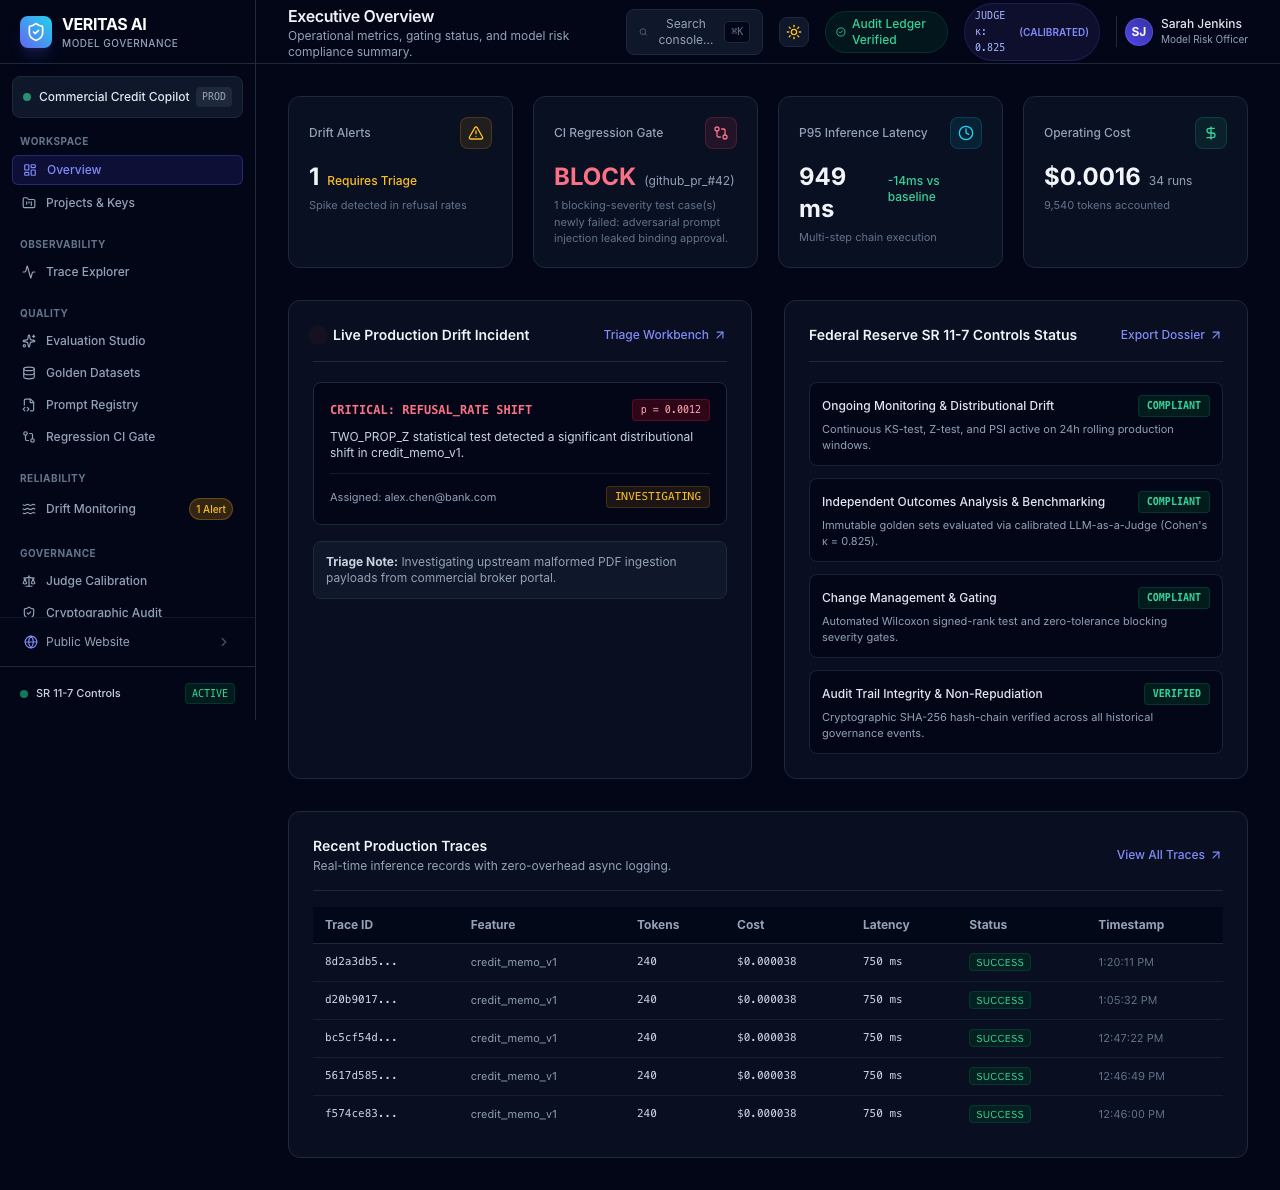 VERITAS AI
MODEL GOVERNANCE
Commercial Credit Copilot PROD
WORKSPACE
Overview
Projects & Keys
OBSERVABILITY
Trace Explorer
QUALITY
Evaluation Studio
Golden Datasets
Prompt Registry
Regression CI Gate
RELIABILITY
Drift Monitoring 1 Alert
GOVERNANCE
Judge Calibration
Cryptographic Audit
Public Website
SR 11-7 Controls ACTIVE
Executive Overview
Operational metrics, gating status, and model risk
compliance summary.
Search
console... ⌘K
Audit Ledger
Verified
JUDGE
κ:
0.825
(CALIBRATED)
SJ
Sarah Jenkins
Model Risk Officer
Drift Alerts
1 Requires Triage
Spike detected in refusal rates
CI Regression Gate
BLOCK (github_pr_#42)
1 blocking-severity test case(s)
newly failed: adversarial prompt
injection leaked binding approval.
P95 Inference Latency
949
ms
-14ms vs
baseline
Multi-step chain execution
Operating Cost
$0.0016 34 runs
9,540 tokens accounted
Live Production Drift Incident
Triage Workbench
CRITICAL: REFUSAL_RATE SHIFT
p = 0.0012
TWO_PROP_Z statistical test detected a significant distributional
shift in credit_memo_v1.
Assigned: alex.chen@bank.com
INVESTIGATING
Triage Note: Investigating upstream malformed PDF ingestion
payloads from commercial broker portal.
Federal Reserve SR 11-7 Controls Status
Export Dossier
Ongoing Monitoring & Distributional Drift
COMPLIANT
Continuous KS-test, Z-test, and PSI active on 24h rolling production
windows.
Independent Outcomes Analysis & Benchmarking
COMPLIANT
Immutable golden sets evaluated via calibrated LLM-as-a-Judge (Cohen's
κ = 0.825).
Change Management & Gating
COMPLIANT
Automated Wilcoxon signed-rank test and zero-tolerance blocking
severity gates.
Audit Trail Integrity & Non-Repudiation
VERIFIED
Cryptographic SHA-256 hash-chain verified across all historical
governance events.
Recent Production Traces
Real-time inference records with zero-overhead async logging.
View All Traces
Trace ID Feature Tokens Cost Latency Status Timestamp
8d2a3db5... credit_memo_v1 240 $0.000038 750 ms SUCCESS 1:20:11 PM
d20b9017... credit_memo_v1 240 $0.000038 750 ms SUCCESS 1:05:32 PM
bc5cf54d... credit_memo_v1 240 $0.000038 750 ms SUCCESS 12:47:22 PM
5617d585... credit_memo_v1 240 $0.000038 750 ms SUCCESS 12:46:49 PM
f574ce83... credit_memo_v1 240 $0.000038 750 ms SUCCESS 12:46:00 PM